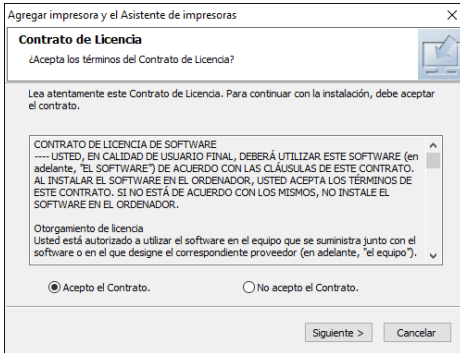 Agregar impresora y el Asistente de impresoras
Contrato de Licencia
¿Acepta los términos del Contrato de Licencia?
Lea atentamente este Contrato de Licencia. Para continuar con la instalación, debe aceptar
el contrato.
CONTRATO DE LICENCIA DE SOFTWARE
---- USTED, EN CALIDAD DE USUARIO FINAL, DEBERÁ UTILIZAR ESTE SOFTWARE (en
adelante, "EL SOFTWARE") DE ACUERDO CON LAS CLÁUSULAS DE ESTE CONTRATO.
AL INSTALAR EL SOFTWARE EN EL ORDENADOR, USTED ACEPTA LOS TÉRMINOS DE
ESTE CONTRATO. SI NO ESTÁ DE ACUERDO CON LOS MISMOS, NO INSTALE EL
SOFTWARE EN EL ORDENADOR.
Otorgamiento de licencia
Usted está autorizado a utilizar el software en el equipo que se suministra junto con el
software o en el que designe el correspondiente proveedor (en adelante, "el equipo").
Acepto el Contrato.
No acepto el Contrato.
Siguiente >
Cancelar